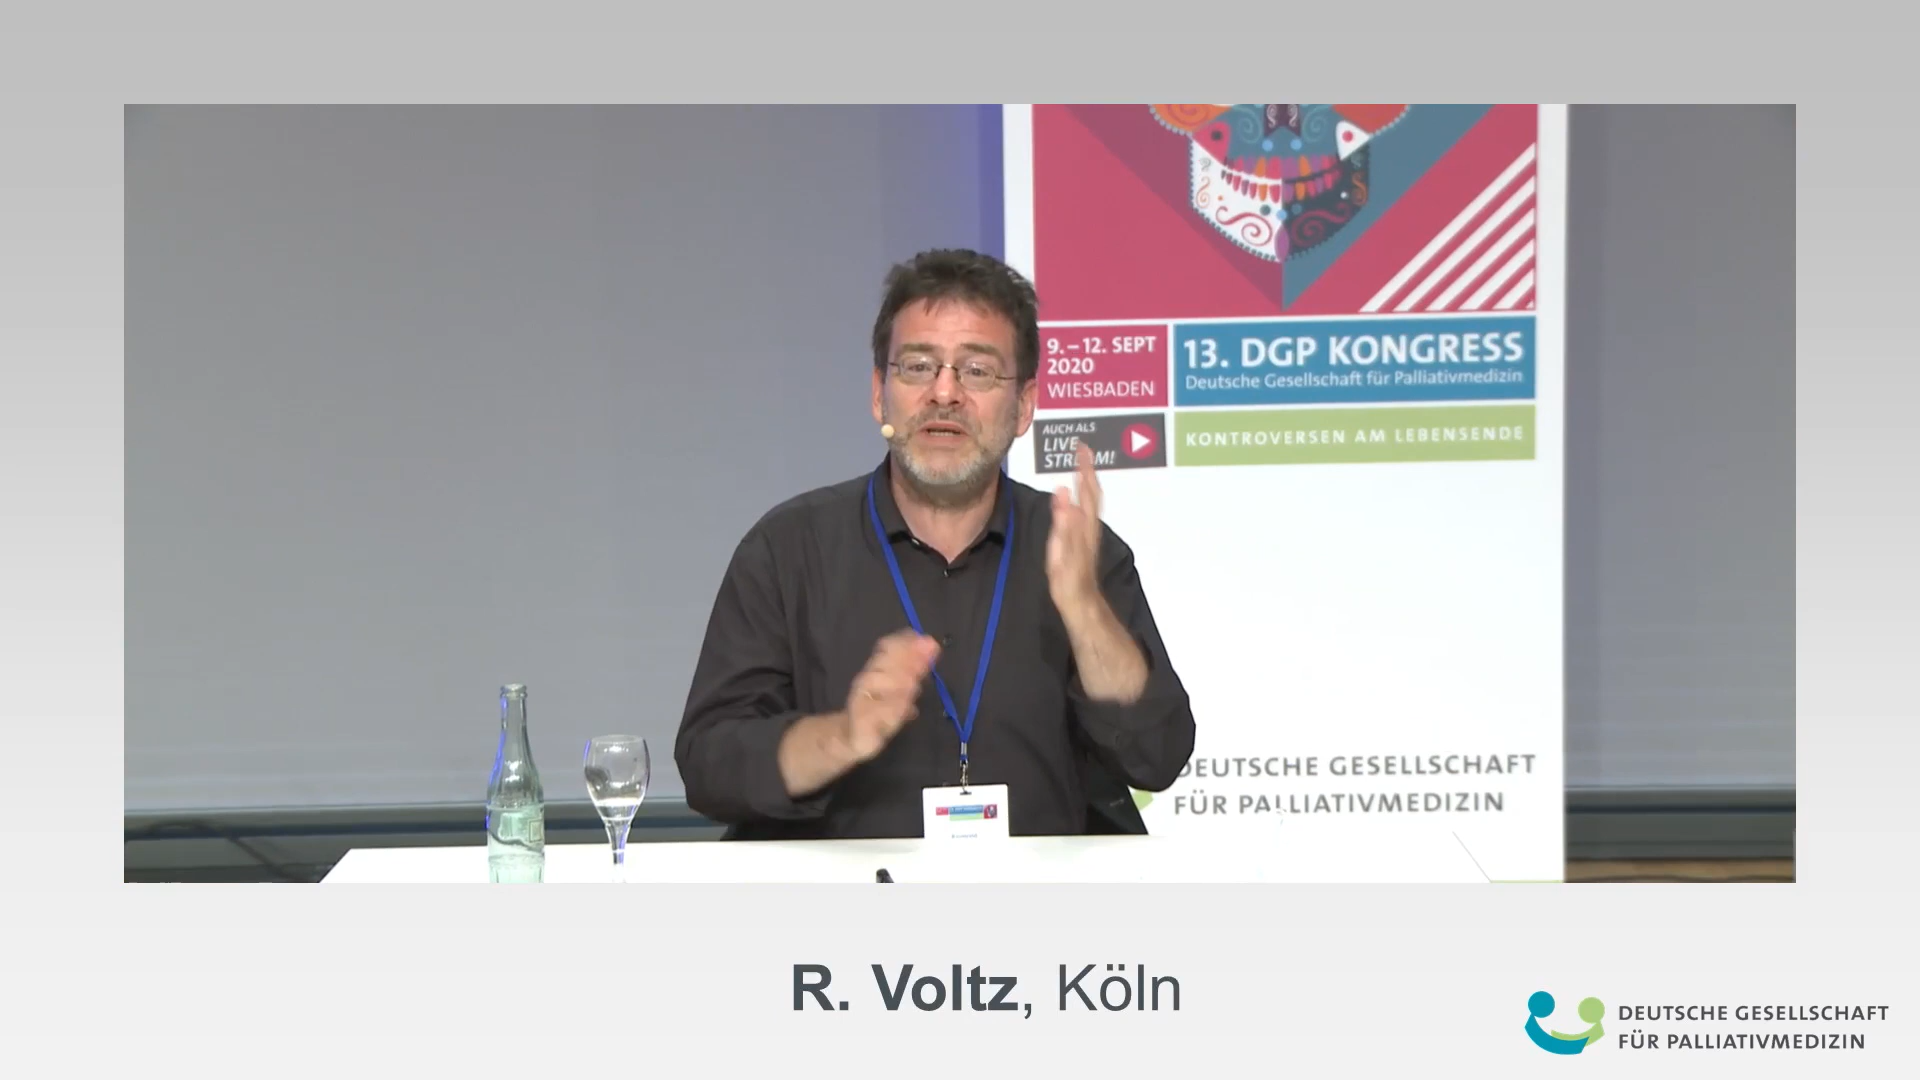 9. – 12. SEPT
2020
WIESBADEN
13. DGP KONGRESS
Deutsche Gesellschaft für Palliativmedizin
AUCH ALS
LIVE
STREAM!
KONTROVERSEN AM LEBENSENDE
DEUTSCHE GESELLSCHAFT
FÜR PALLIATIVMEDIZIN
R. Voltz, Köln
DEUTSCHE GESELLSCHAFT
FÜR PALLIATIVMEDIZIN